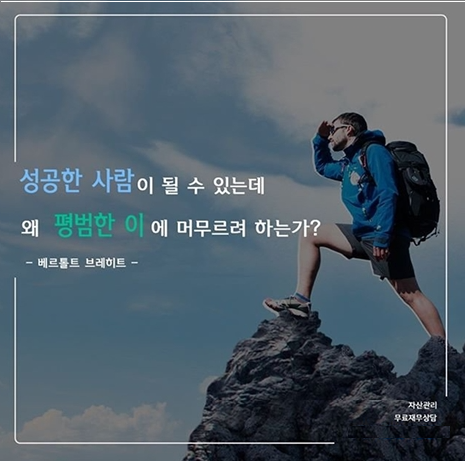 성공한 사람이 될 수 있는데
왜 평범한 이에 머무르려 하는가?
- 베르톨트 브레히트 -
자산관리
무료재무상담